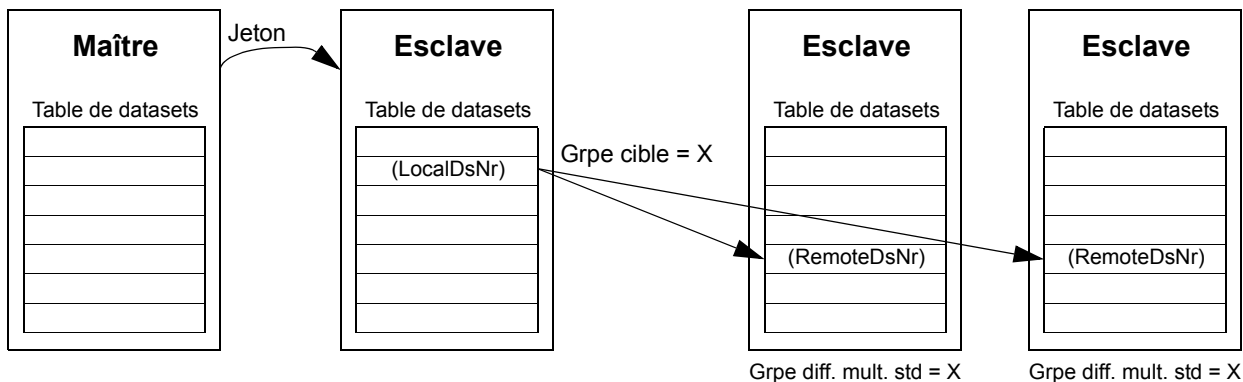 Maître
Jeton
Esclave
Esclave
Esclave
Table de datasets
Table de datasets
Table de datasets
Table de datasets
Grpe cible = X
(LocalDsNr)
(RemoteDsNr)
(RemoteDsNr)
Grpe diff. mult. std = X
Grpe diff. mult. std = X